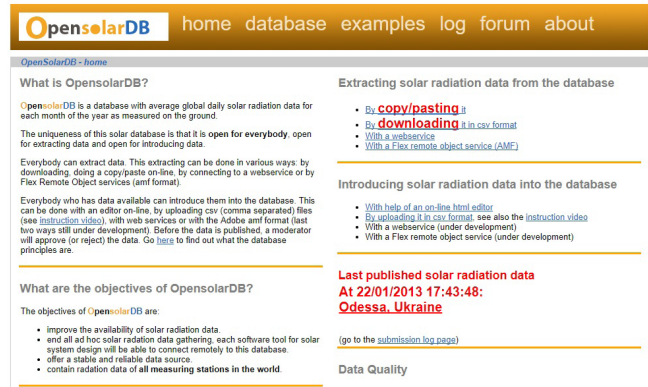 OpensolarDB home database examples log forum about
OpenSolarDB - home
What is OpensolarDB?
OpensolarDB is a database with average global daily solar radiation data for
each month of the year as measured on the ground.
The uniqueness of this solar database is that it is open for everybody, open
for extracting data and open for introducing data.
Everybody can extract data. This extracting can be done in various ways: by
downloading, doing a copy/paste on-line, by connecting to a webservice or by
Flex Remote Object services (amf format).
Everybody who has data available can introduce them into the database. This
can be done with an editor on-line, by uploading csv (comma separated) files
(see instruction video), with web services or with the Adobe amf format (last
two ways still under development). Before the data is published, a moderator
will approve (or reject) the data. Go here to find out what the database
principles are.
What are the objectives of OpensolarDB?
The objectives of OpensolarDB are:
improve the availability of solar radiation data.
end all ad hoc solar radation data gathering, each software tool for solar
system design will be able to connect remotely to this database.
offer a stable and reliable data source.
contain radation data of all measuring stations in the world.
Extracting solar radiation data from the database
By copy/pasting it
By downloading it in csv format
With a webservice
With a Flex remote object service (AMF)
Introducing solar radiation data into the database
With help of an on-line html editor
By uploading it in csv format, see also the instruction video
With a webservice (under development)
With a Flex remote object service (under development)
Last published solar radiation data
At 22/01/2013 17:43:48:
Odessa, Ukraine
(go to the submission log page)
Data Quality